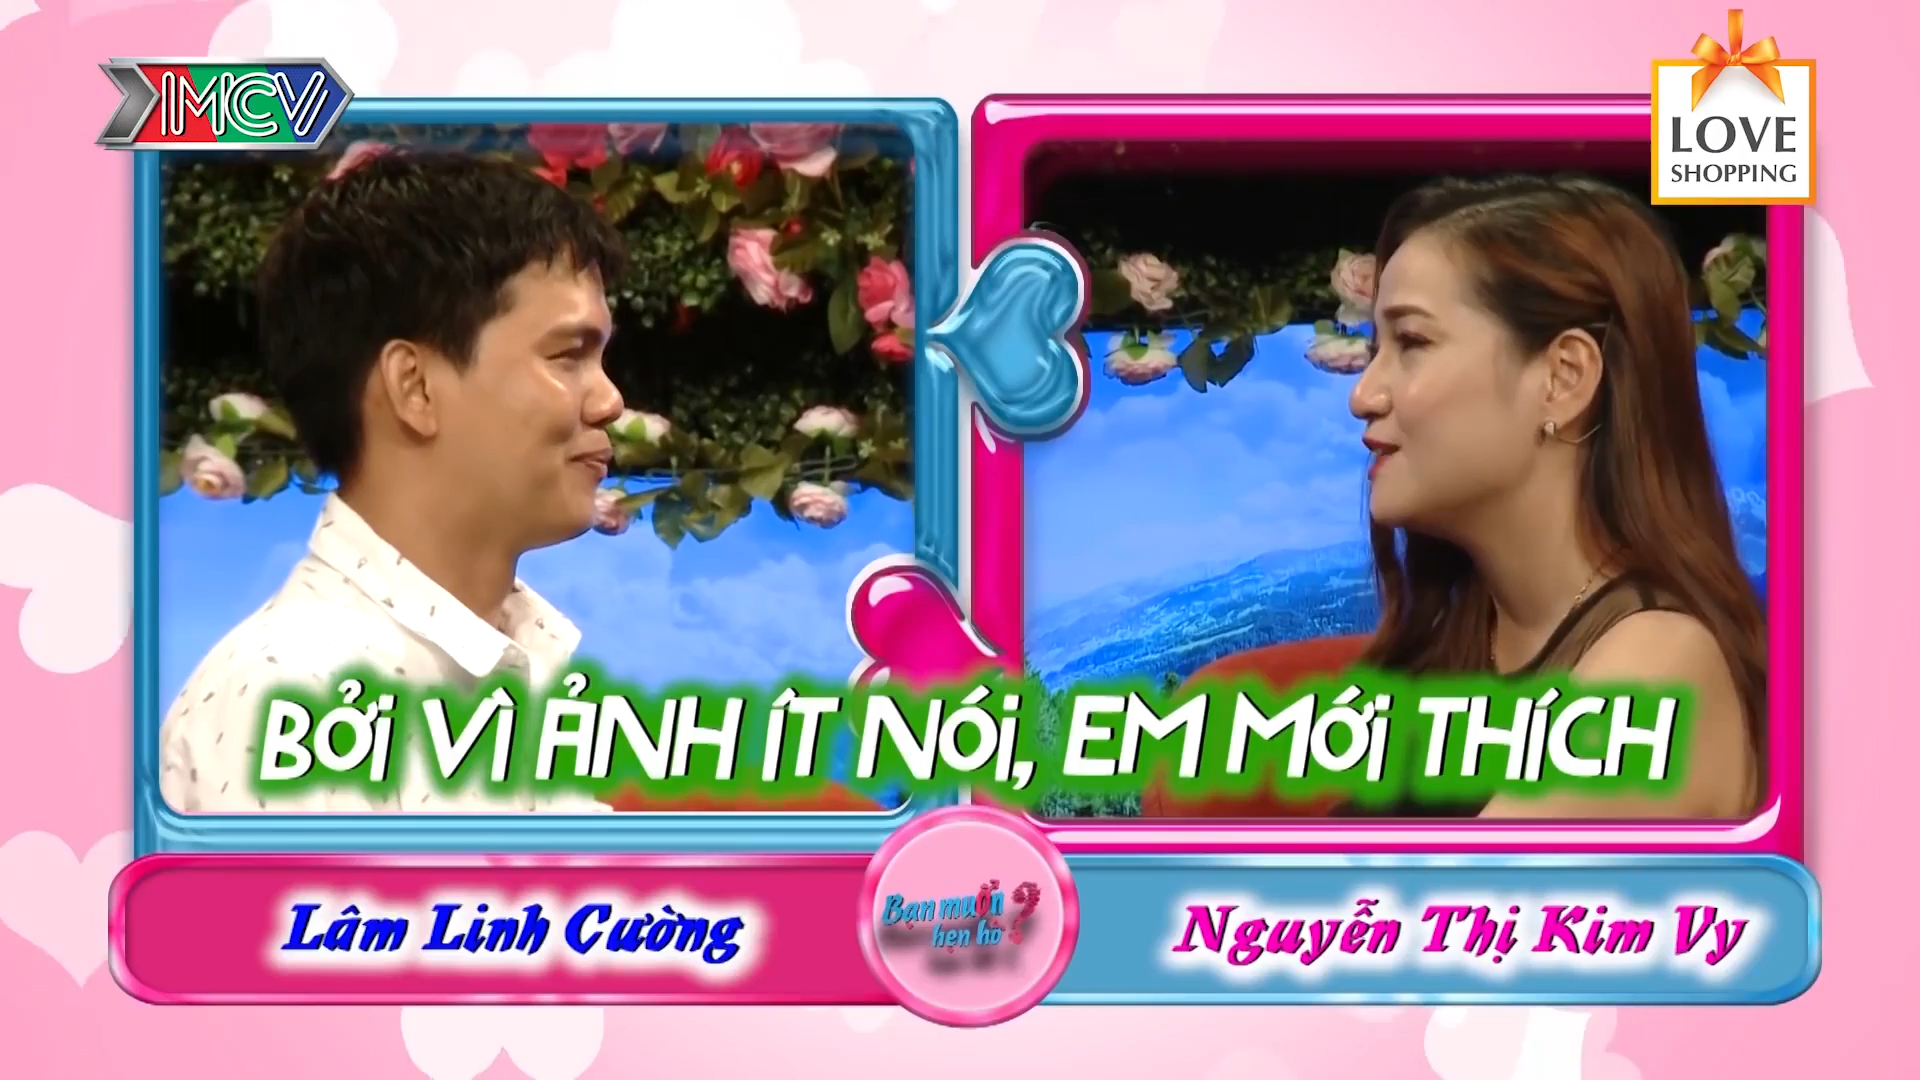 MCV
LOVE
SHOPPING
BỞI VÌ ẢNH ÍT NÓI, EM MỚI THÍCH
Lâm Linh Cường
Bạn muốn
hẹn hò?
Nguyễn Thị Kim Vy